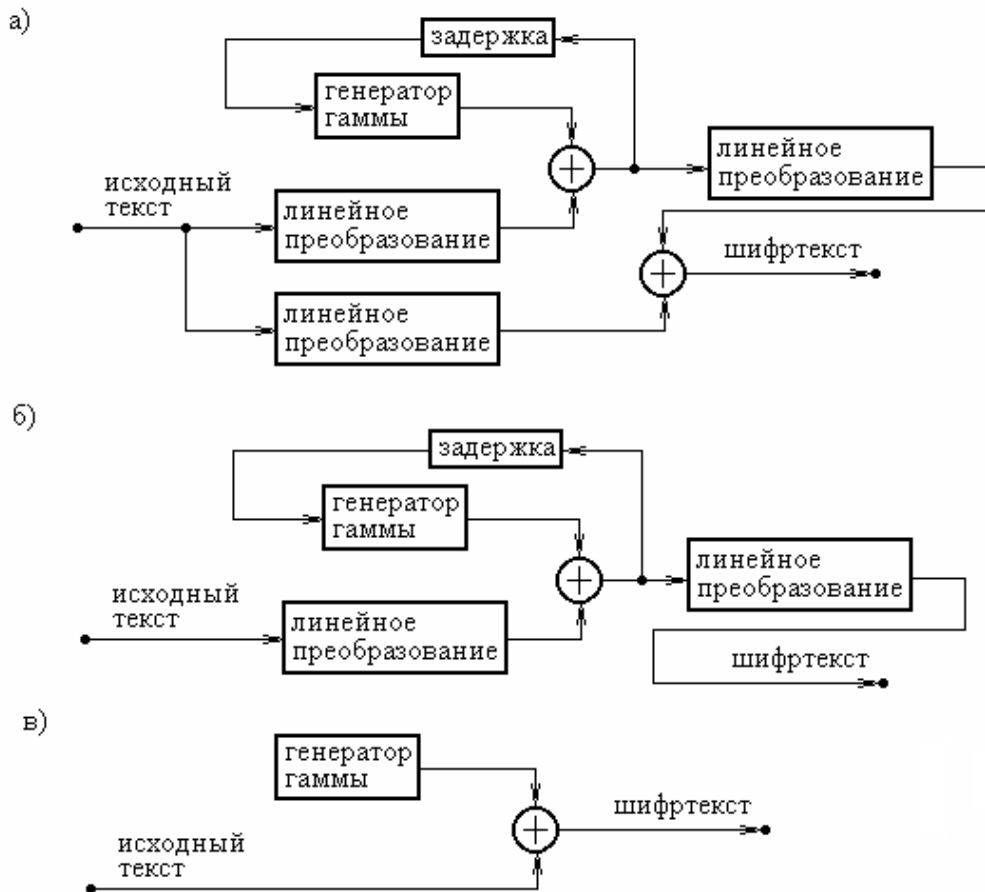 а)
задержка
генератор
гаммы
линейное
преобразование
исходный
текст
линейное
преобразование
шифртекст
линейное
преобразование
б)
задержка
генератор
гаммы
линейное
преобразование
исходный
текст
линейное
преобразование
шифртекст
в)
генератор
гаммы
шифртекст
исходный
текст